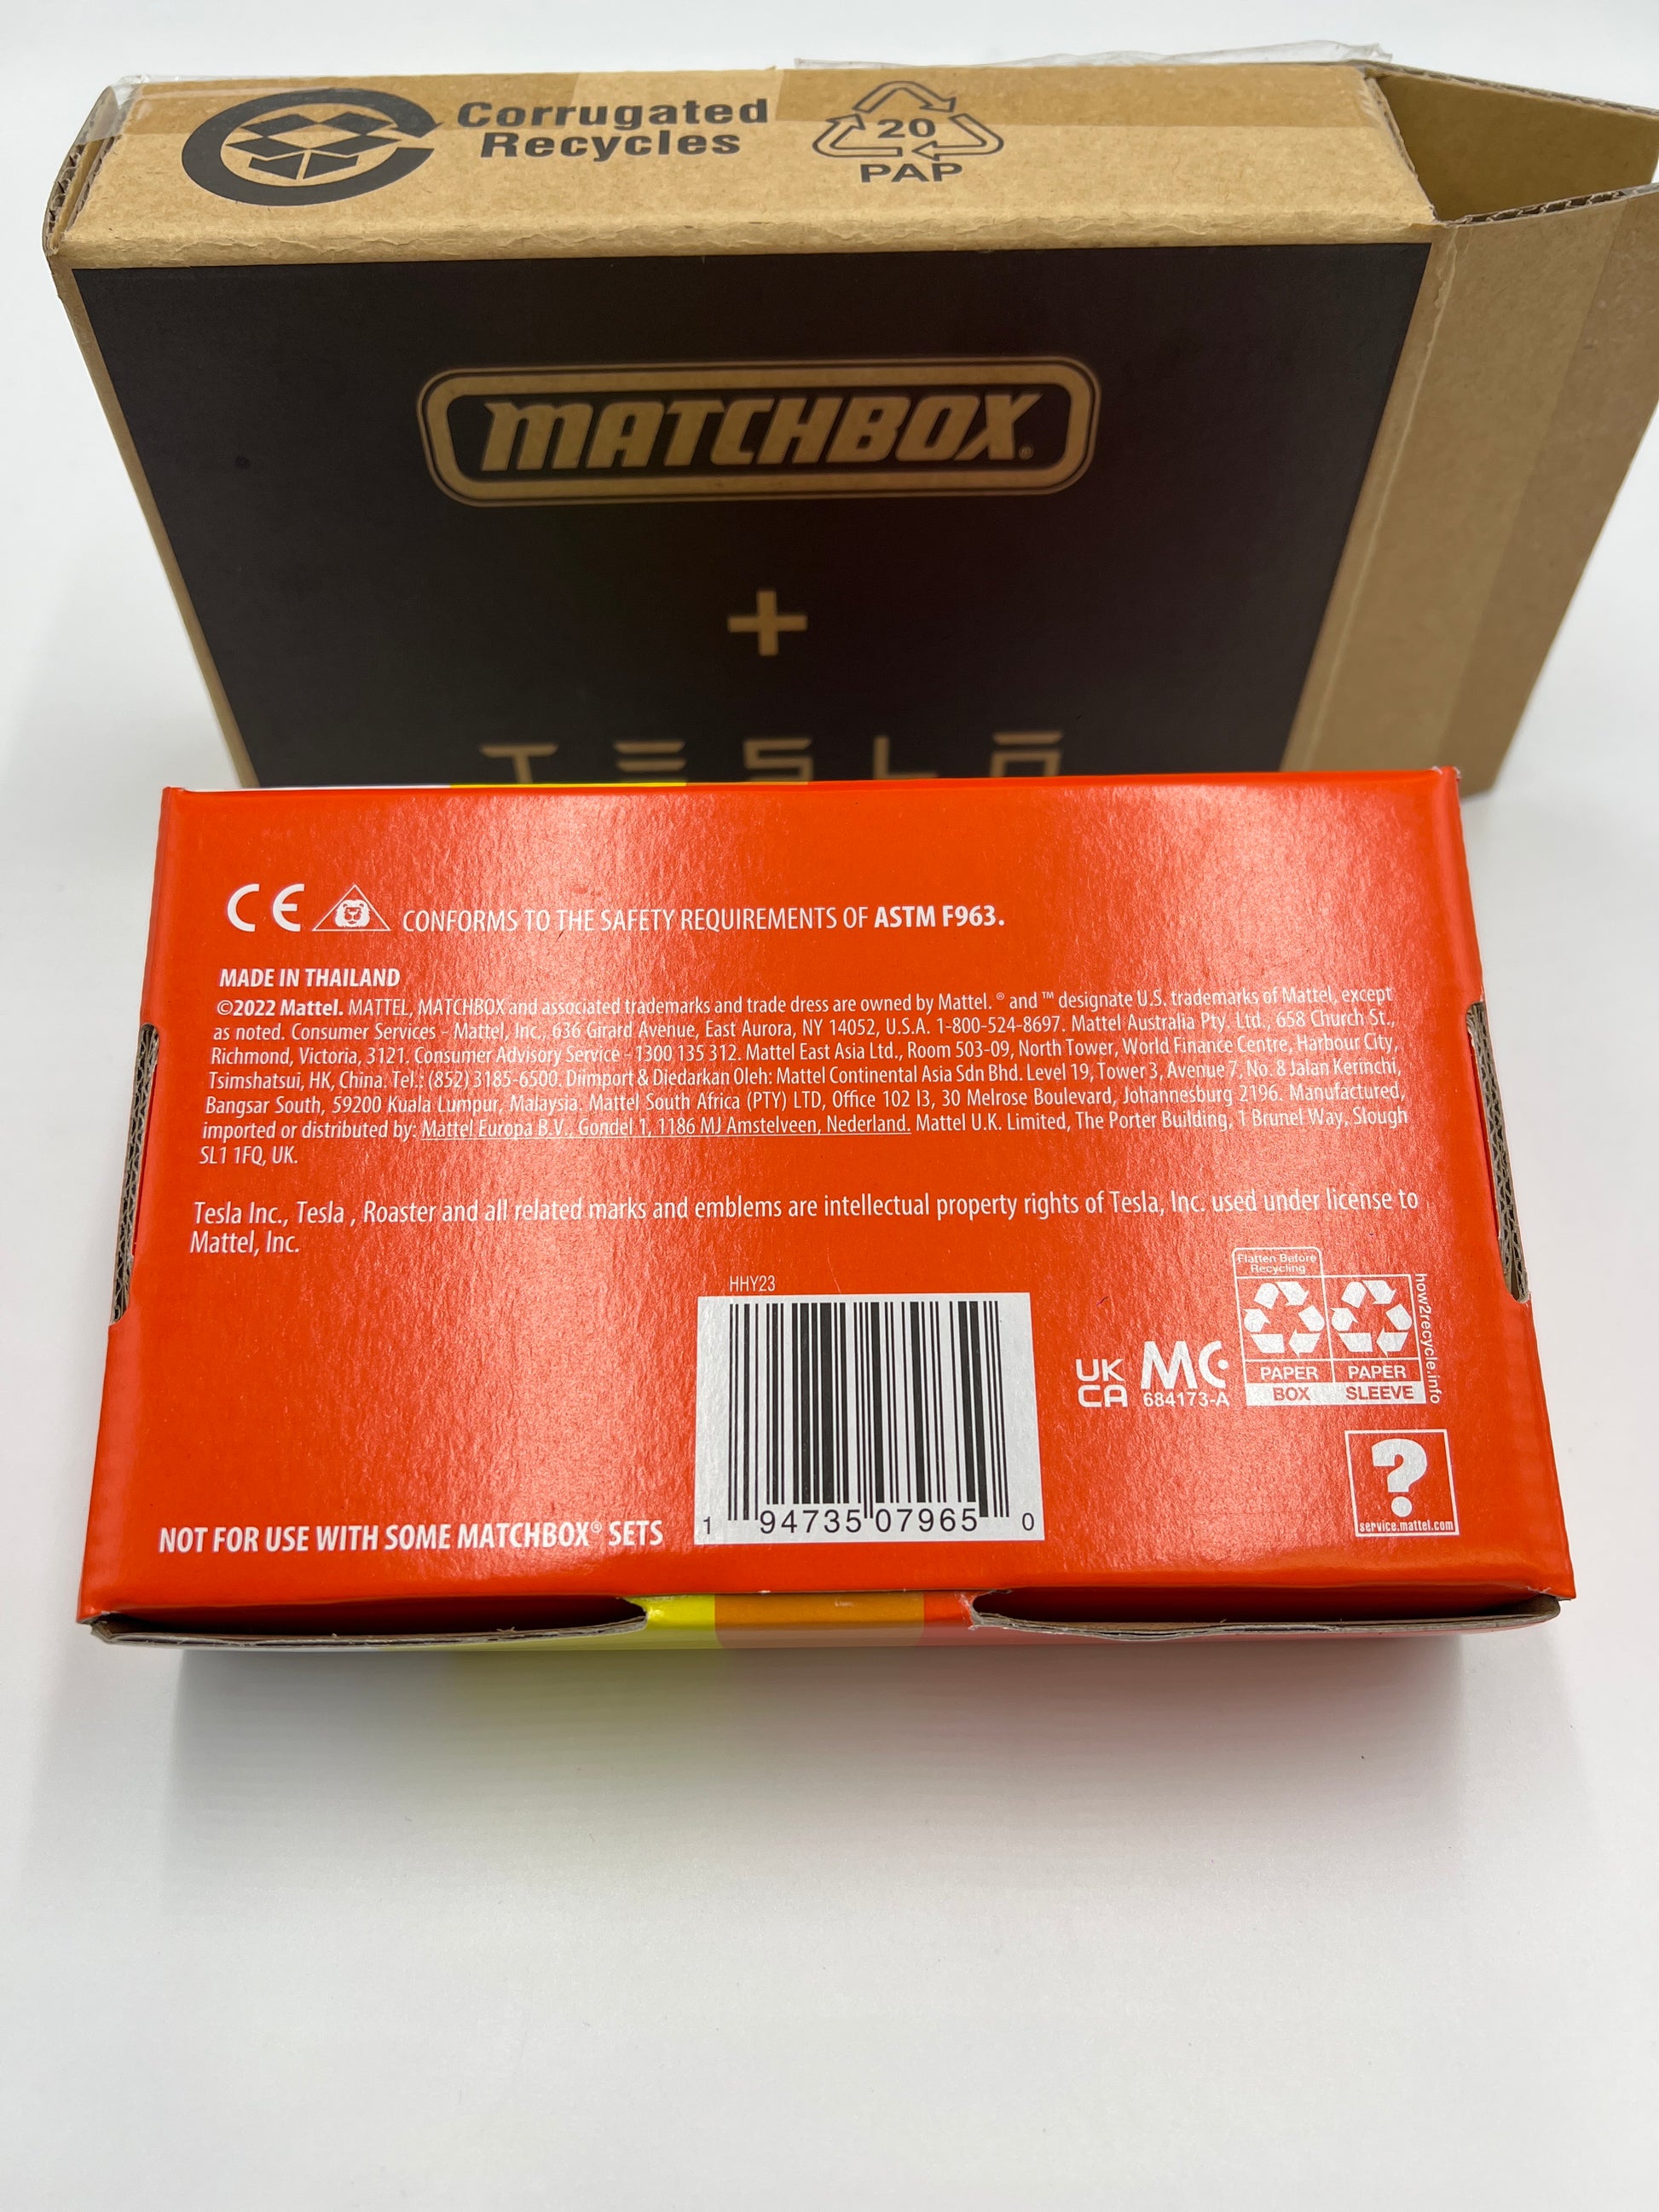 Corrugated
Recycles
20
PAP
MATCHBOX®
+
TESLA
CE
CONFORMS TO THE SAFETY REQUIREMENTS OF ASTM F963.
MADE IN THAILAND
©2022 Mattel. MATTEL, MATCHBOX and associated trademarks and trade dress are owned by Mattel. ® and ™ designate U.S. trademarks of Mattel, except
as noted. Consumer Services - Mattel, Inc., 636 Girard Avenue, East Aurora, NY 14052, U.S.A. 1-800-524-8697. Mattel Australia Pty. Ltd., 658 Church St.,
Richmond, Victoria, 3121. Consumer Advisory Service - 1300 135 312. Mattel East Asia Ltd., Room 503-09, North Tower, World Finance Centre, Harbour City,
Tsimshatsui, HK, China. Tel.: (852) 3185-6500. Diimport & Diedarkan Oleh: Mattel Continental Asia Sdn Bhd. Level 19, Tower 3, Avenue 7, No. 8 Jalan Kerinchi,
Bangsar South, 59200 Kuala Lumpur, Malaysia. Mattel South Africa (PTY) LTD, Office 102 I3, 30 Melrose Boulevard, Johannesburg 2196. Manufactured,
imported or distributed by: Mattel Europa B.V., Gondel 1, 1186 MJ Amstelveen, Nederland. Mattel U.K. Limited, The Porter Building, 1 Brunel Way, Slough
SL1 1FQ, UK.
Tesla Inc., Tesla , Roaster and all related marks and emblems are intellectual property rights of Tesla, Inc. used under license to
Mattel, Inc.
HHY23
1 94735 07965 0
NOT FOR USE WITH SOME MATCHBOX® SETS
UK
CA
MC
684173-A
Flatten Before
Recycling
PAPER
BOX
PAPER
SLEEVE
how2recycle.info
?
service.mattel.com